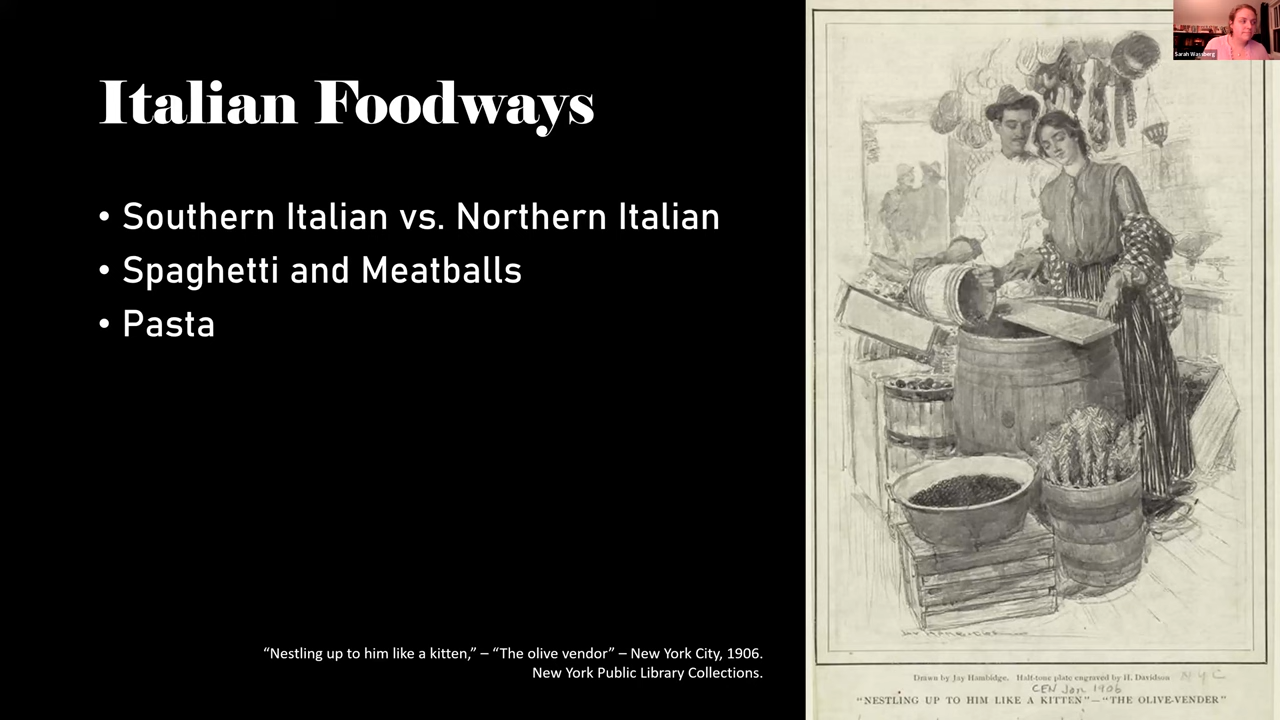 Italian Foodways
• Southern Italian vs. Northern Italian
• Spaghetti and Meatballs
• Pasta
“Nestling up to him like a kitten,” – “The olive vendor” – New York City, 1906.
New York Public Library Collections.
Sarah Wassberg
Drawn by Jay Hambidge. Half-tone plate engraved by H. Davidson
NYC
CEN Jan 1906
"NESTLING UP TO HIM LIKE A KITTEN"—"THE OLIVE-VENDER"